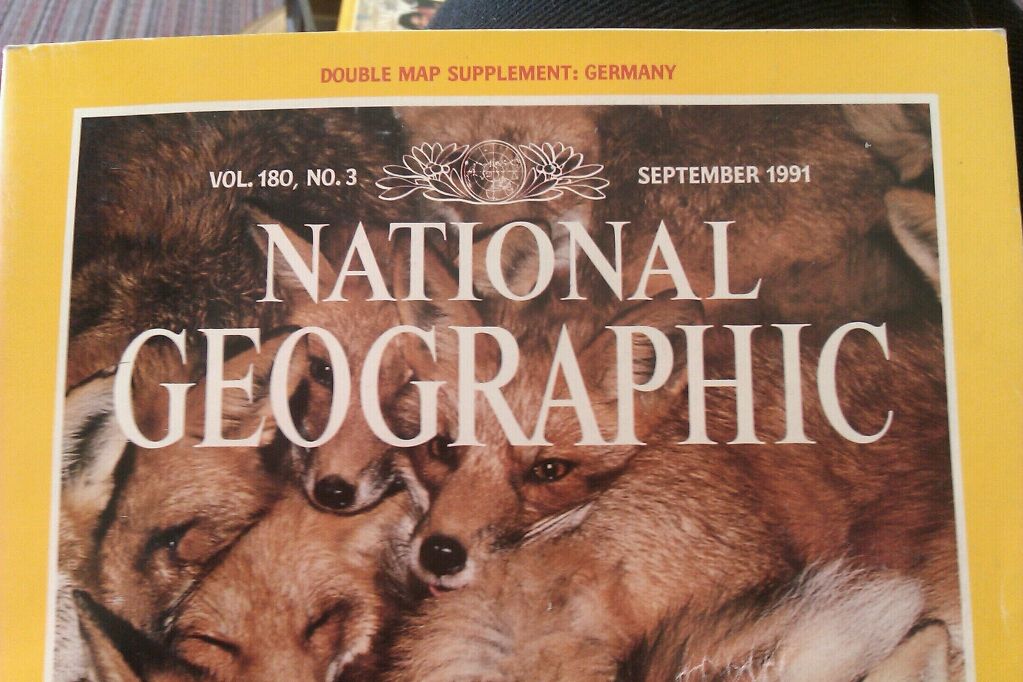 DOUBLE MAP SUPPLEMENT: GERMANY
VOL. 180, NO. 3
SEPTEMBER 1991
NATIONAL
GEOGRAPHIC